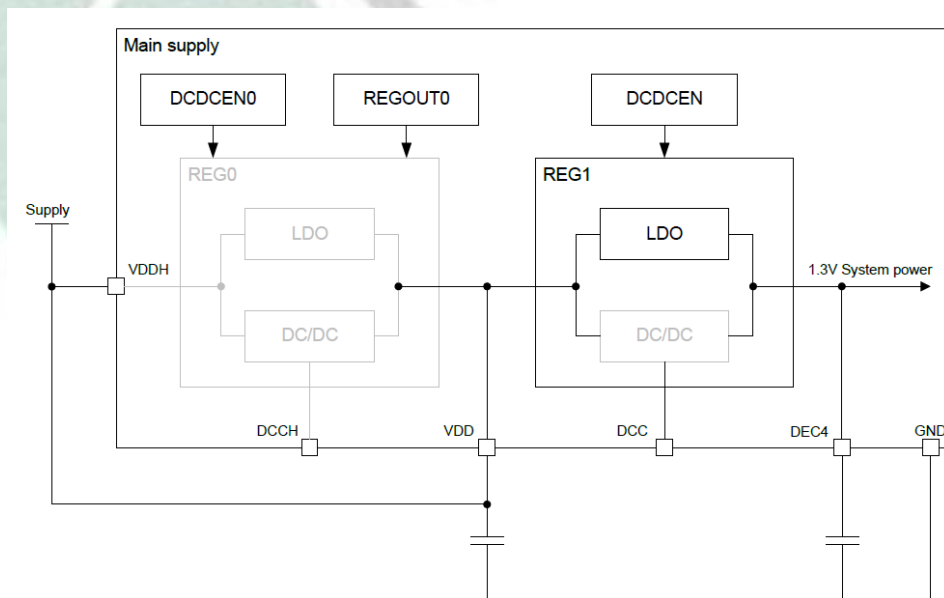 Main supply
DCDCEN0
REGOUT0
DCDCEN
REG0
REG1
Supply
LDO
LDO
VDDH
1.3V System power
DC/DC
DC/DC
DCCH
VDD
DCC
DEC4
GND